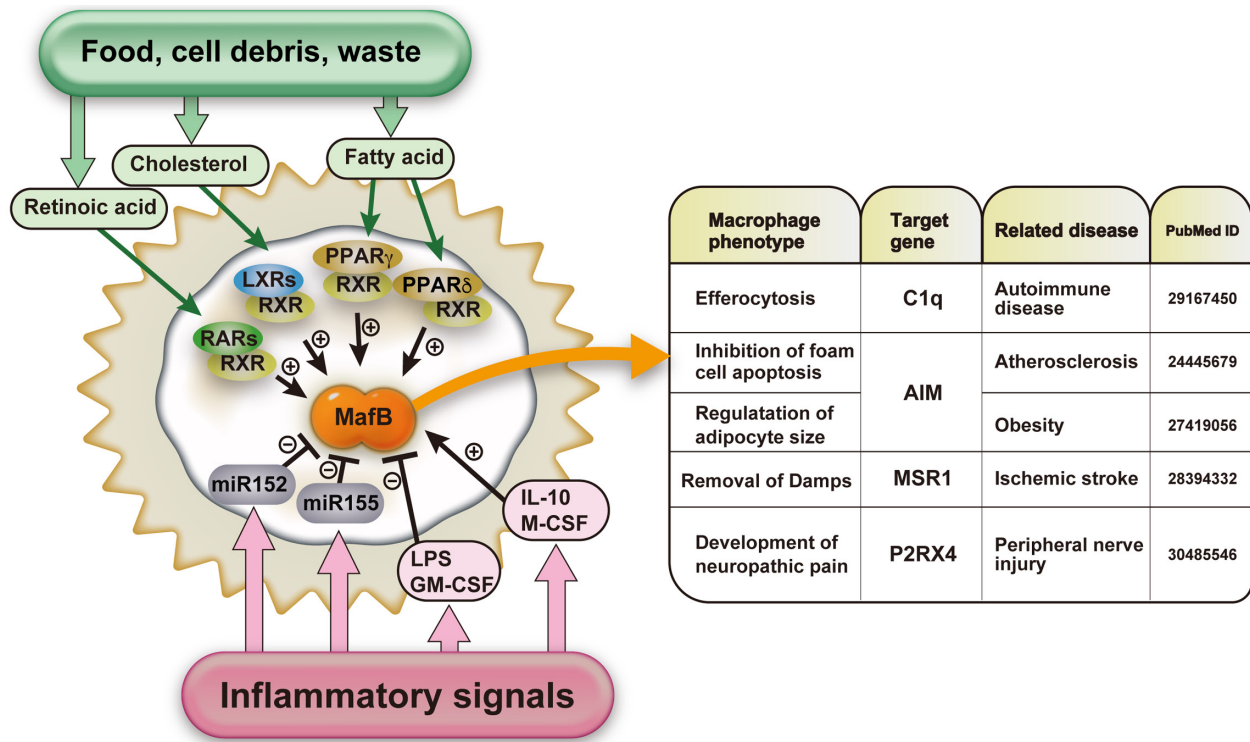 Food, cell debris, waste
Cholesterol
Fatty acid
Retinoic acid
PPARγ
RXR
LXRs
RXR
PPARδ
RXR
RARs
RXR
⊕
⊕
⊕
⊕
MafB
⊖
⊖
⊖
⊕
miR152
miR155
IL-10
M-CSF
LPS
GM-CSF
Inflammatory signals
Macrophage
phenotype
Target
gene
Related disease
PubMed ID
Efferocytosis
C1q
Autoimmune
disease
29167450
Inhibition of foam
cell apoptosis
AIM
Atherosclerosis
24445679
Regulatation of
adipocyte size
Obesity
27419056
Removal of Damps
MSR1
Ischemic stroke
28394332
Development of
neuropathic pain
P2RX4
Peripheral nerve
injury
30485546